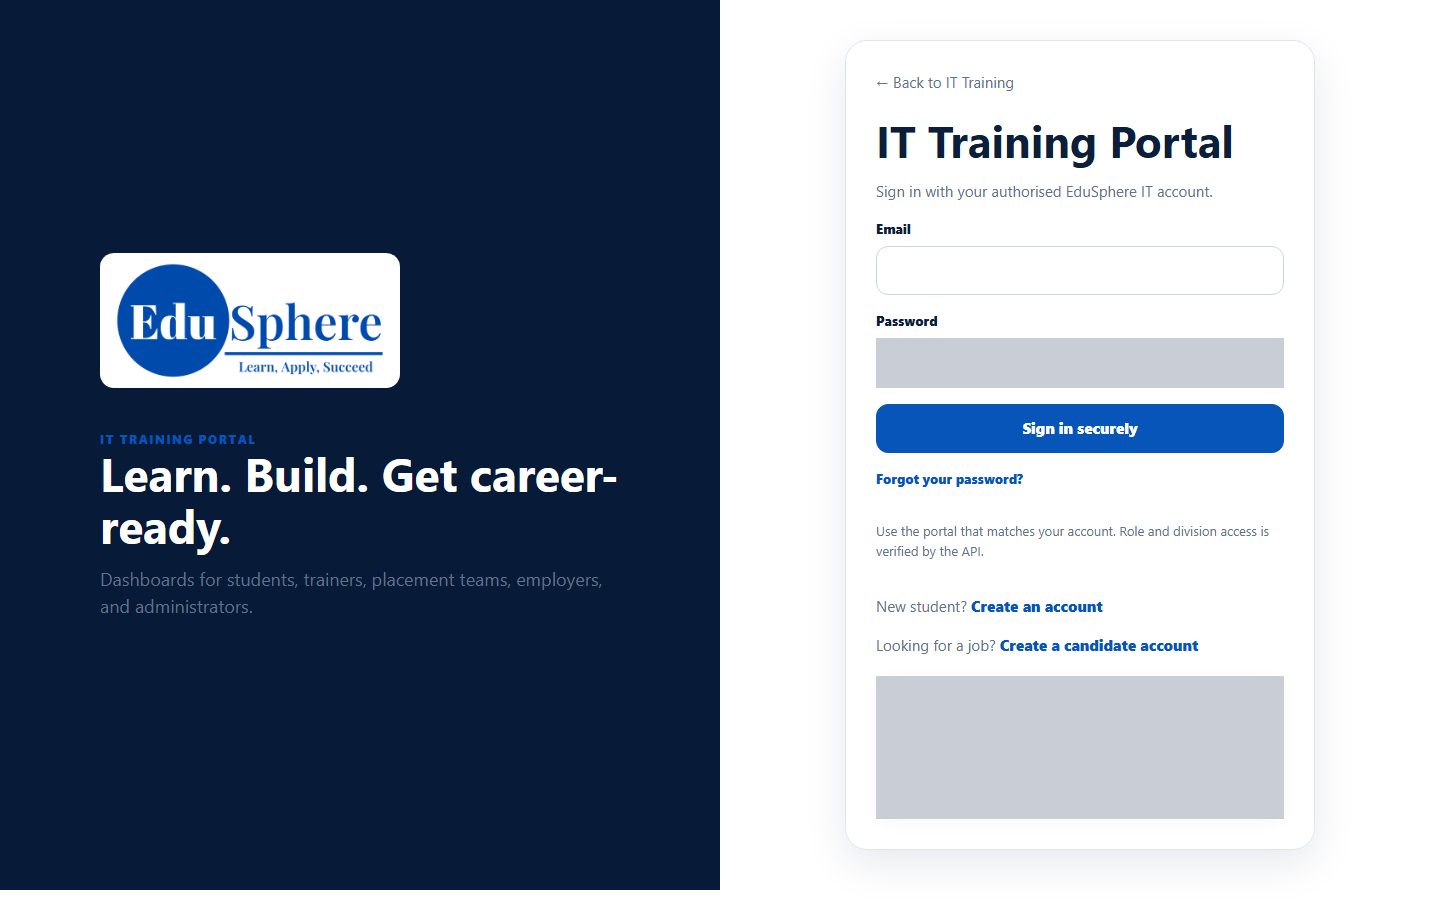 Edu Sphere
Learn, Apply, Succeed
IT TRAINING PORTAL
Learn. Build. Get career-
ready.
Dashboards for students, trainers, placement teams, employers,
and administrators.
← Back to IT Training
IT Training Portal
Sign in with your authorised EduSphere IT account.
Email
Password
Sign in securely
Forgot your password?
Use the portal that matches your account. Role and division access is
verified by the API.
New student? Create an account
Looking for a job? Create a candidate account